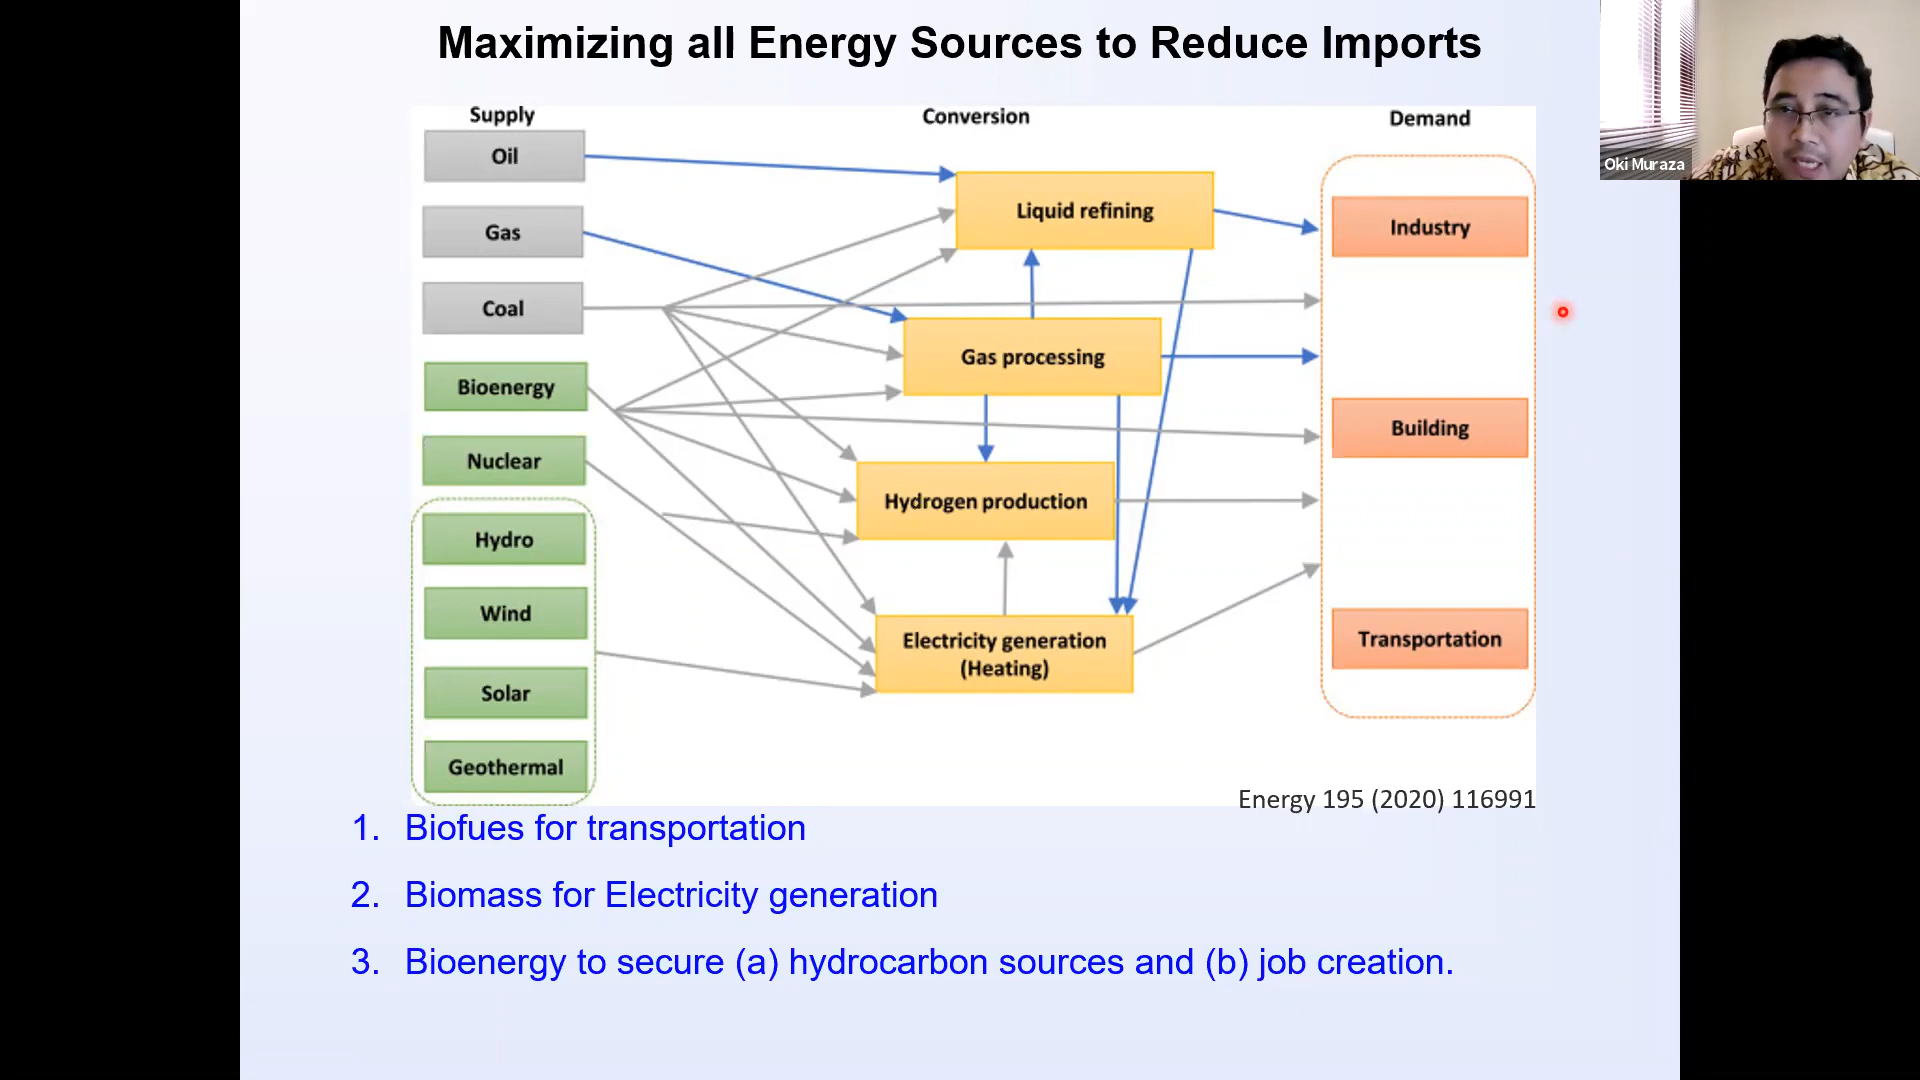 Maximizing all Energy Sources to Reduce Imports
Oki Muraza
Supply
Conversion
Demand
Oil
Gas
Coal
Bioenergy
Nuclear
Hydro
Wind
Solar
Geothermal
Liquid refining
Gas processing
Hydrogen production
Electricity generation
(Heating)
Industry
Building
Transportation
Energy 195 (2020) 116991
1. Biofues for transportation
2. Biomass for Electricity generation
3. Bioenergy to secure (a) hydrocarbon sources and (b) job creation.